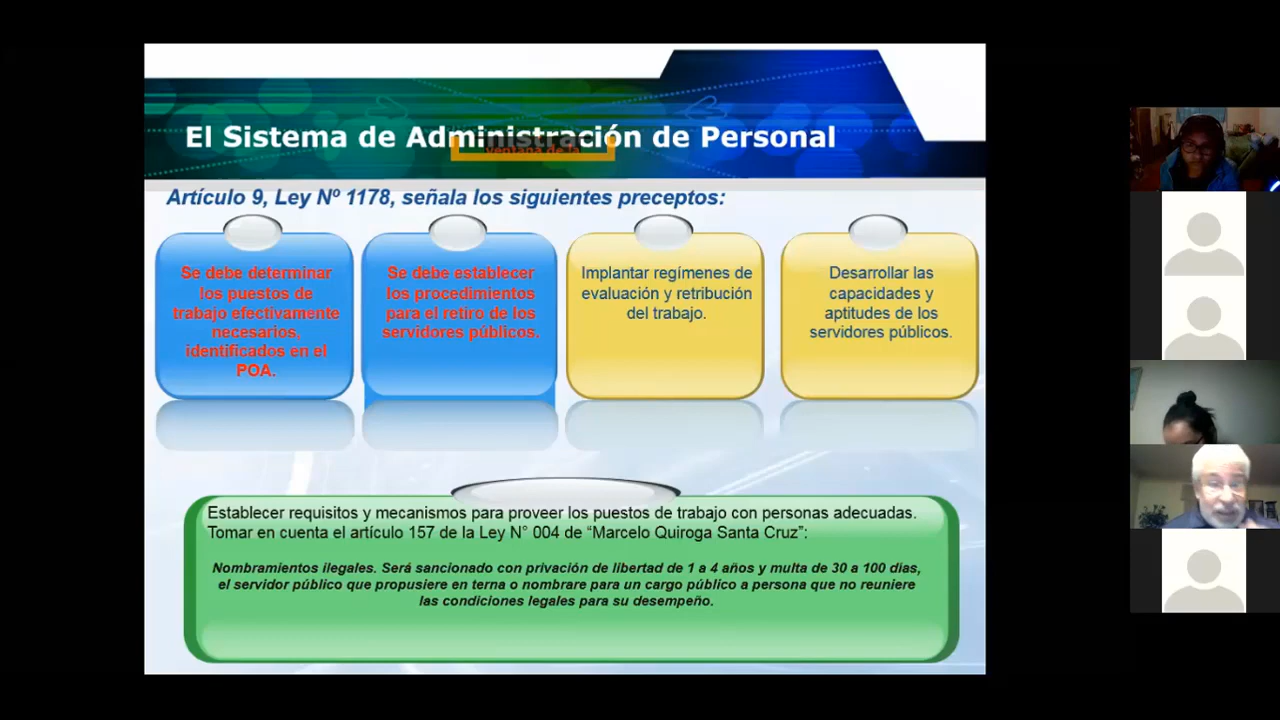 El Sistema de Administración de Personal
ventana de la
Artículo 9, Ley Nº 1178, señala los siguientes preceptos:
Se debe determinar
los puestos de
trabajo efectivamente
necesarios,
identificados en el
POA.
Se debe establecer
los procedimientos
para el retiro de los
servidores públicos.
Implantar regímenes de
evaluación y retribución
del trabajo.
Desarrollar las
capacidades y
aptitudes de los
servidores públicos.
Establecer requisitos y mecanismos para proveer los puestos de trabajo con personas adecuadas.
Tomar en cuenta el artículo 157 de la Ley N° 004 de “Marcelo Quiroga Santa Cruz”:
Nombramientos ilegales. Será sancionado con privación de libertad de 1 a 4 años y multa de 30 a 100 días,
el servidor público que propusiere en terna o nombrare para un cargo público a persona que no reuniere
las condiciones legales para su desempeño.